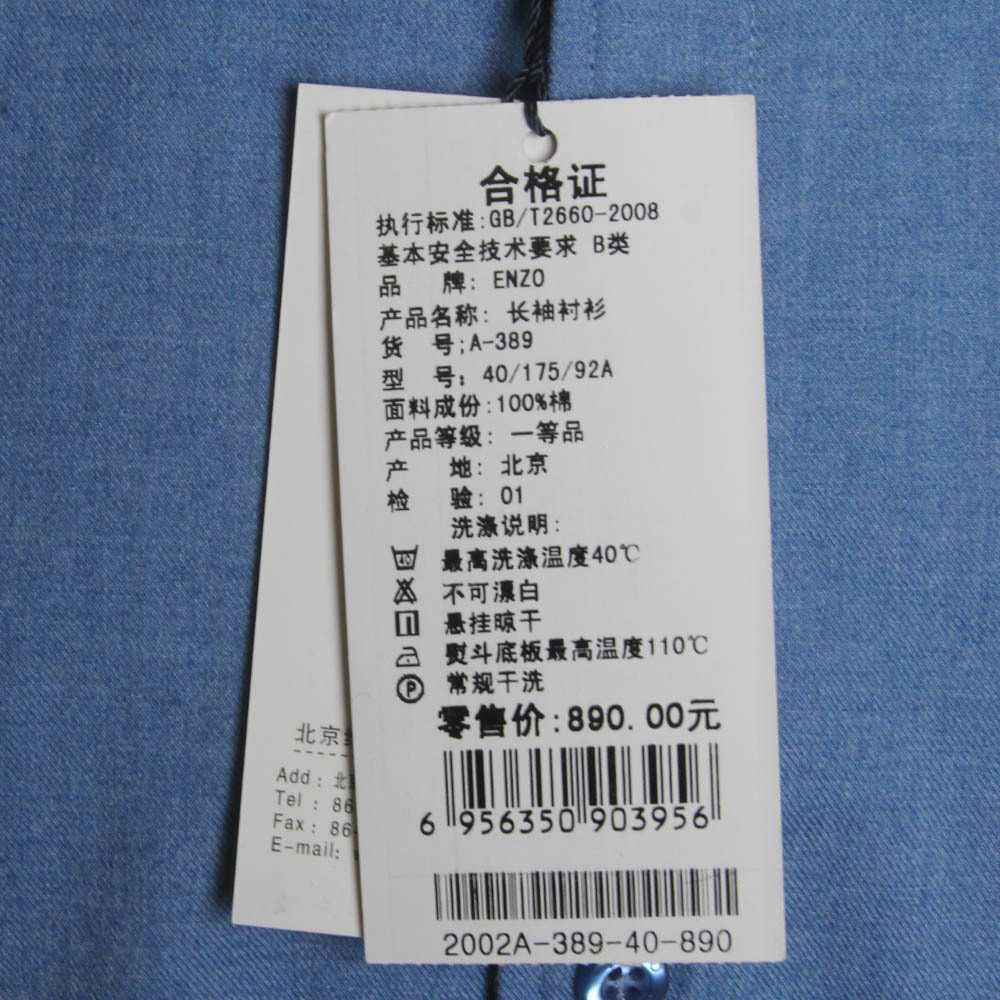 合格证
执行标准:GB/T2660-2008
基本安全技术要求 B类
品 牌: ENZO
产品名称: 长袖衬衫
货 号;A-389
型 号: 40/175/92A
面料成份:100%棉
产品等级: 一等品
产 地: 北京
检 验: 01
洗涤说明:
40 最高洗涤温度40℃
不可漂白
悬挂晾干
熨斗底板最高温度110℃
P 常规干洗
零售价:890.00元
6 956350 903956
2002A-389-40-890
北京
Add: 北
Tel : 86
Fax: 86-
E-mail: